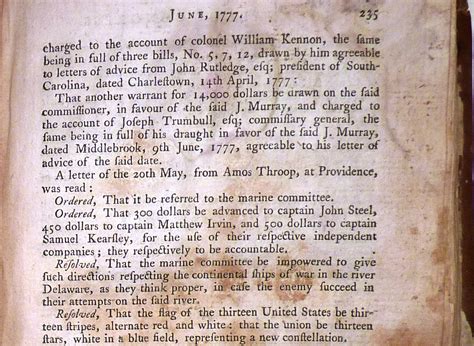 JUNE, 1777. 235
charged to the account of colonel William Kennon, the same
being in full of three bills, No. 5, 7, 12, drawn by him agreeable
to letters of advice from John Rutledge, esq; president of South-
Carolina, dated Charlestown, 14th April, 1777:
That another warrant for 14,000 dollars be drawn on the said
commissioner, in favour of the said J. Murray, and charged to
the account of Joseph Trumbull, esq; commissary general, the
same being in full of his draught in favor of the said J. Murray,
dated Middlebrook, 9th June, 1777, agreeable to his letter of
advice of the said date.
A letter of the 20th May, from Amos Throop, at Providence,
was read:
Ordered, That it be referred to the marine committee.
Ordered, That 300 dollars be advanced to captain John Steel,
450 dollars to captain Matthew Irvin, and 500 dollars to captain
Samuel Kearsley, for the use of their respective independent
companies; they respectively to be accountable.
Resolved, That the marine committee be impowered to give
such directions respecting the continental ships of war in the river
Delaware, as they think proper, in case the enemy succeed in
their attempts on the said river.
Resolved, That the flag of the thirteen United States be thir-
teen stripes, alternate red and white: that the union be thirteen
stars, white in a blue field, representing a new constellation.